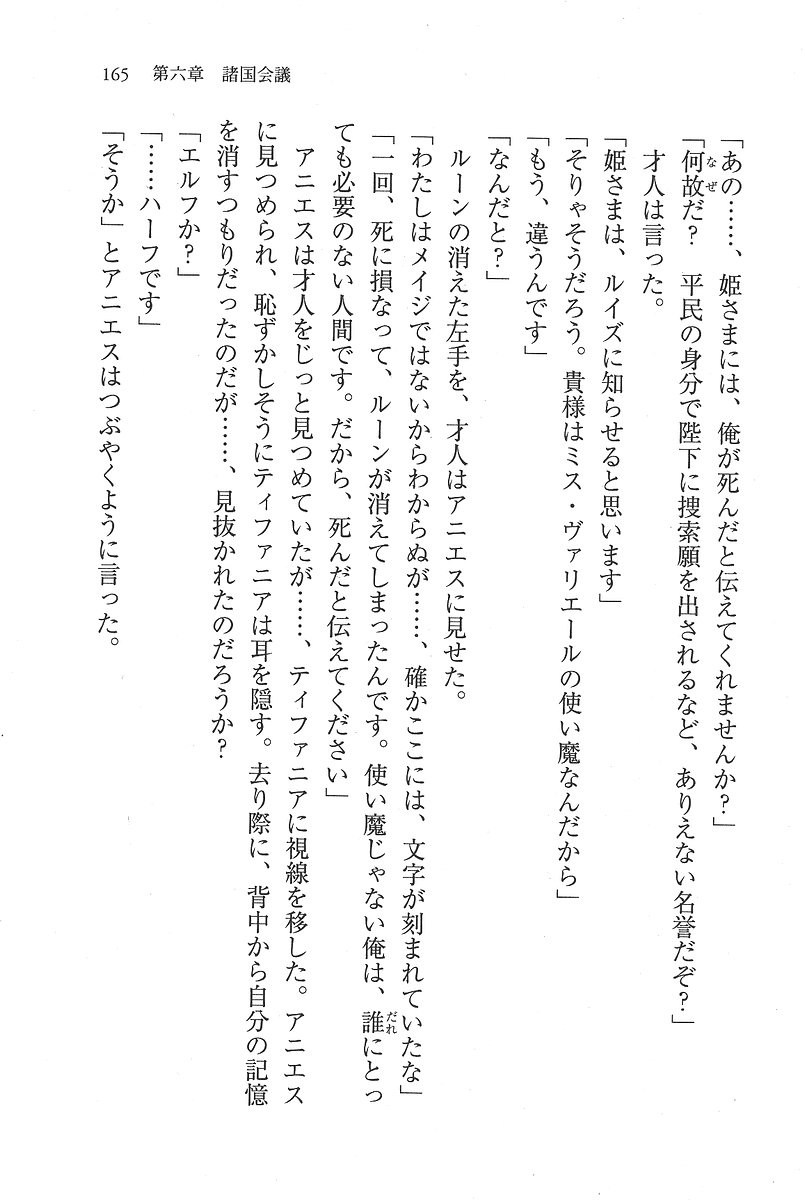 165　第六章　諸国会議
「あの……、姫さまには、俺が死んだと伝えてくれませんか？」
「何故だ？　平民の身分で陛下に捜索願を出されるなど、ありえない名誉だぞ？」
才人は言った。
「姫さまは、ルイズに知らせると思います」
「そりゃそうだろう。貴様はミス・ヴァリエールの使い魔なんだから」
「もう、違うんです」
「なんだと？」
ルーンの消えた左手を、才人はアニエスに見せた。
「わたしはメイジではないからわからぬが……、確かここには、文字が刻まれていたな」
「一回、死に損なって、ルーンが消えてしまったんです。使い魔じゃない俺は、誰にとっ
ても必要のない人間です。だから、死んだと伝えてください」
アニエスは才人をじっと見つめていたが……、ティファニアに視線を移した。アニエス
に見つめられ、恥ずかしそうにティファニアは耳を隠す。去り際に、背中から自分の記憶
を消すつもりだったのだが……、見抜かれたのだろうか？
「エルフか？」
「……ハーフです」
「そうか」とアニエスはつぶやくように言った。